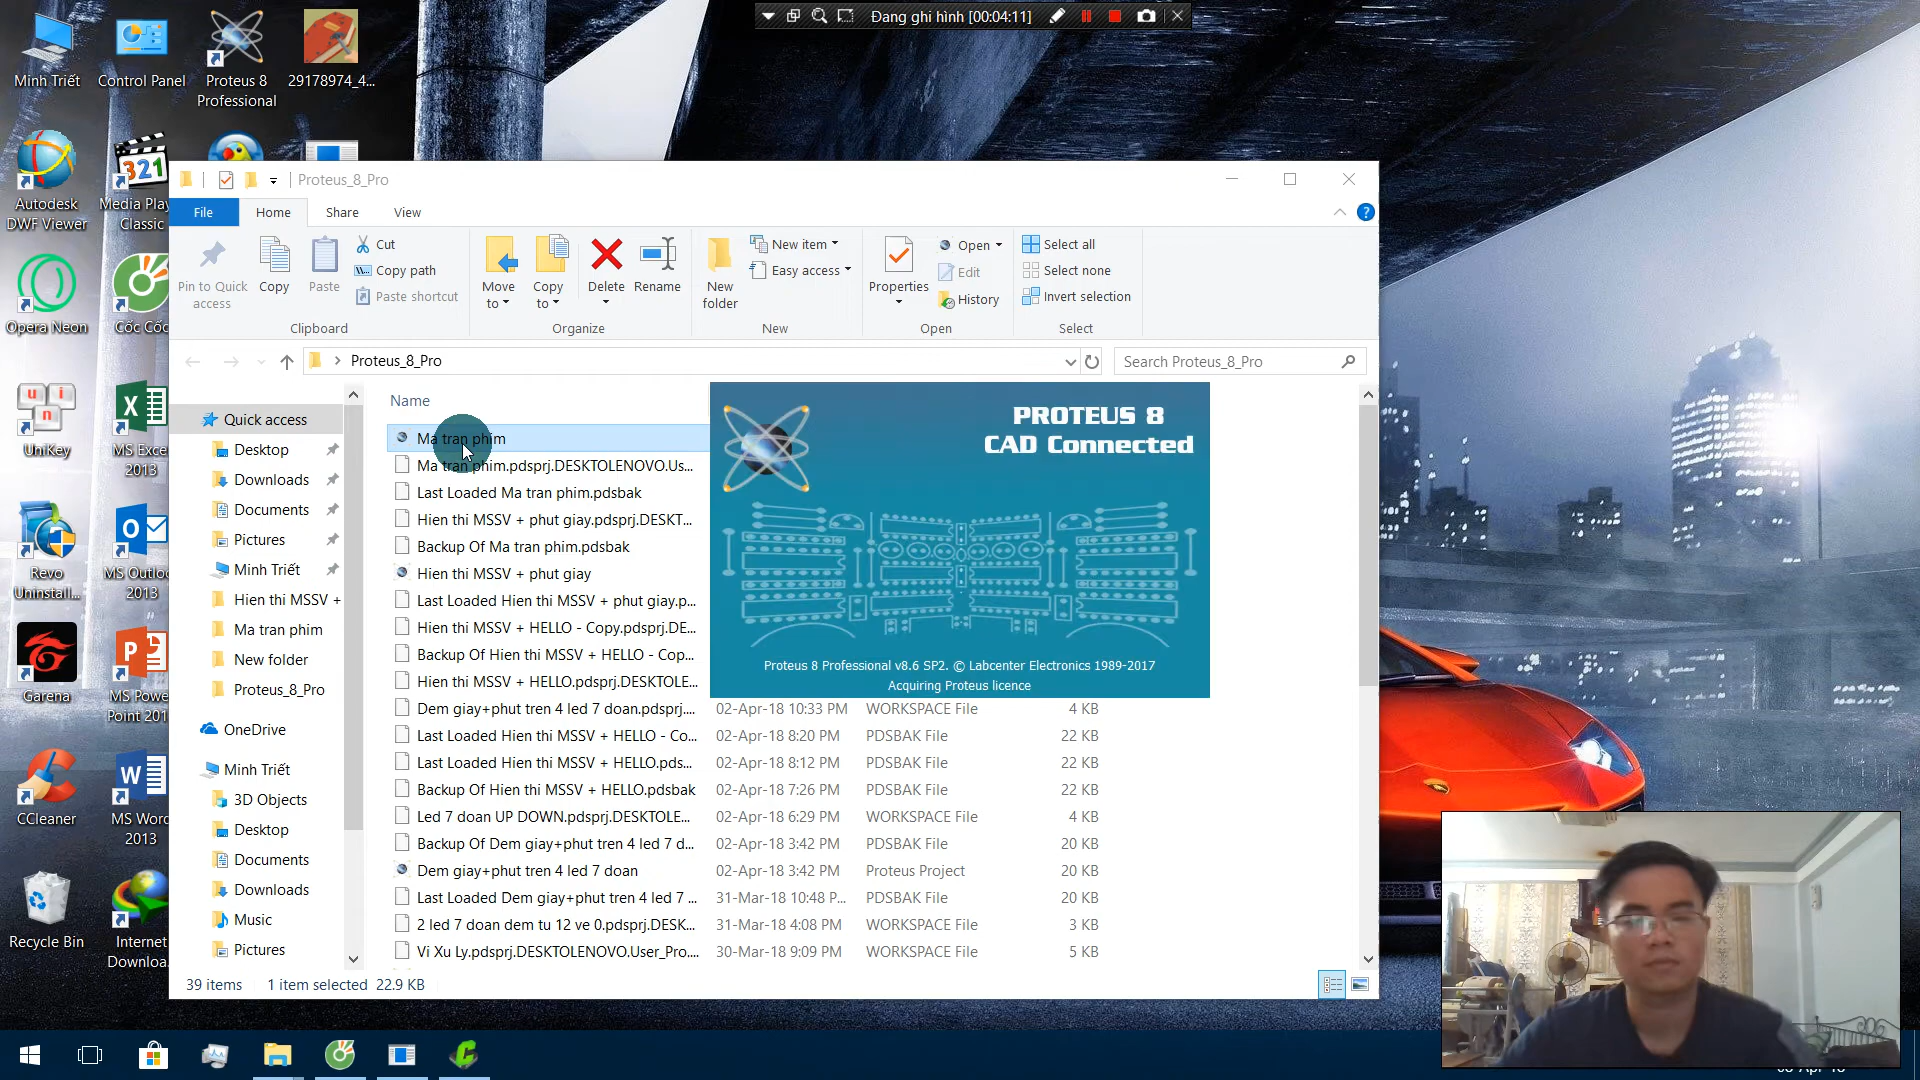 Đang ghi hình [00:04:11]
Minh Triết
Control Panel
Proteus 8
Professional
29178974_4...
Autodesk
DWF Viewer
Media Play
Classic
Opera Neon
Cốc Cốc
UniKey
MS Exce
2013
Revo
Uninstall...
MS Outloo
2013
Garena
MS Powe
Point 201
CCleaner
MS Word
2013
Recycle Bin
Internet
Downloa...
Proteus_8_Pro
File
Home
Share
View
Pin to Quick
access
Copy
Paste
Cut
Copy path
Paste shortcut
Clipboard
Move
to
Copy
to
Delete
Rename
Organize
New
folder
New item
Easy access
New
Properties
Open
Edit
History
Open
Select all
Select none
Invert selection
Select
Proteus_8_Pro
Search Proteus_8_Pro
Quick access
Desktop
Downloads
Documents
Pictures
Minh Triết
Hien thi MSSV +
Ma tran phim
New folder
Proteus_8_Pro
OneDrive
Minh Triết
3D Objects
Desktop
Documents
Downloads
Music
Pictures
Name
Ma tran phim
Ma tran phim.pdsprj.DESKTOLENOVO.Us...
Last Loaded Ma tran phim.pdsbak
Hien thi MSSV + phut giay.pdsprj.DESKT...
Backup Of Ma tran phim.pdsbak
Hien thi MSSV + phut giay
Last Loaded Hien thi MSSV + phut giay.p...
Hien thi MSSV + HELLO - Copy.pdsprj.DE...
Backup Of Hien thi MSSV + HELLO - Cop...
Hien thi MSSV + HELLO.pdsprj.DESKTOLE...
Dem giay+phut tren 4 led 7 doan.pdsprj.... 02-Apr-18 10:33 PM WORKSPACE File 4 KB
Last Loaded Hien thi MSSV + HELLO - Co... 02-Apr-18 8:20 PM PDSBAK File 22 KB
Last Loaded Hien thi MSSV + HELLO.pds... 02-Apr-18 8:12 PM PDSBAK File 22 KB
Backup Of Hien thi MSSV + HELLO.pdsbak 02-Apr-18 7:26 PM PDSBAK File 22 KB
Led 7 doan UP DOWN.pdsprj.DESKTOLE... 02-Apr-18 6:29 PM WORKSPACE File 4 KB
Backup Of Dem giay+phut tren 4 led 7 d... 02-Apr-18 3:42 PM PDSBAK File 20 KB
Dem giay+phut tren 4 led 7 doan 02-Apr-18 3:42 PM Proteus Project 20 KB
Last Loaded Dem giay+phut tren 4 led 7 ... 31-Mar-18 10:48 P... PDSBAK File 20 KB
2 led 7 doan dem tu 12 ve 0.pdsprj.DESK... 31-Mar-18 4:08 PM WORKSPACE File 3 KB
Vi Xu Ly.pdsprj.DESKTOLENOVO.User_Pro.... 30-Mar-18 9:09 PM WORKSPACE File 5 KB
PROTEUS 8
CAD Connected
Proteus 8 Professional v8.6 SP2. © Labcenter Electronics 1989-2017
Acquiring Proteus licence
39 items 1 item selected 22.9 KB